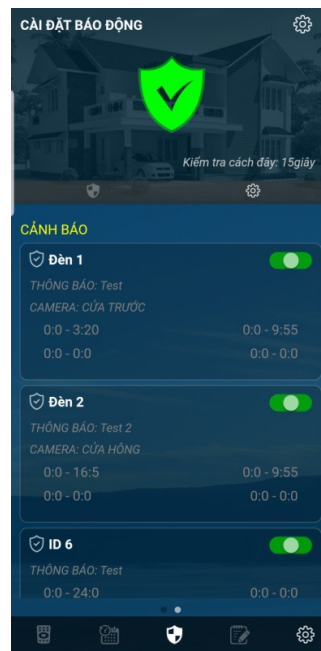 CÀI ĐẶT BÁO ĐỘNG
Kiểm tra cách đây: 15giây
CẢNH BÁO
Đèn 1
THÔNG BÁO: Test
CAMERA: CỬA TRƯỚC
0:0 - 3:20 0:0 - 9:55
0:0 - 0:0 0:0 - 0:0
Đèn 2
THÔNG BÁO: Test 2
CAMERA: CỬA HÔNG
0:0 - 16:5 0:0 - 9:55
0:0 - 0:0 0:0 - 0:0
ID 6
THÔNG BÁO: Test
0:0 - 24:0 0:0 - 0:0